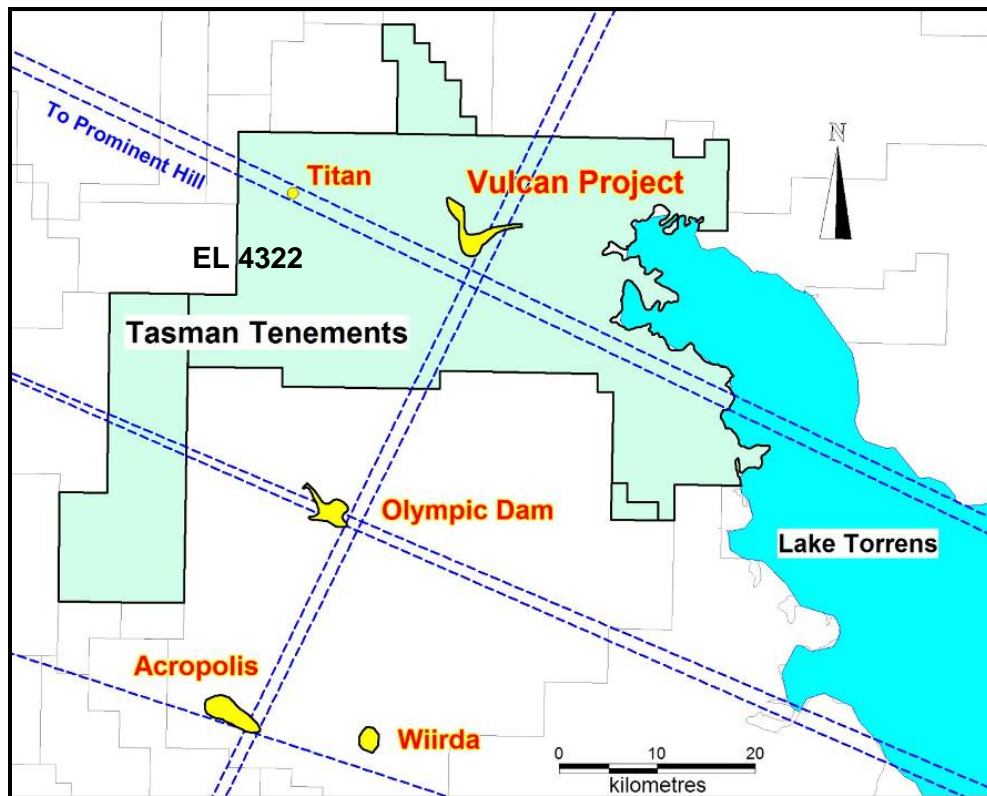 To Prominent Hill
Titan
Vulcan Project
N
EL 4322
Tasman Tenements
Olympic Dam
Lake Torrens
Acropolis
Wiirda
0 10 20
kilometres